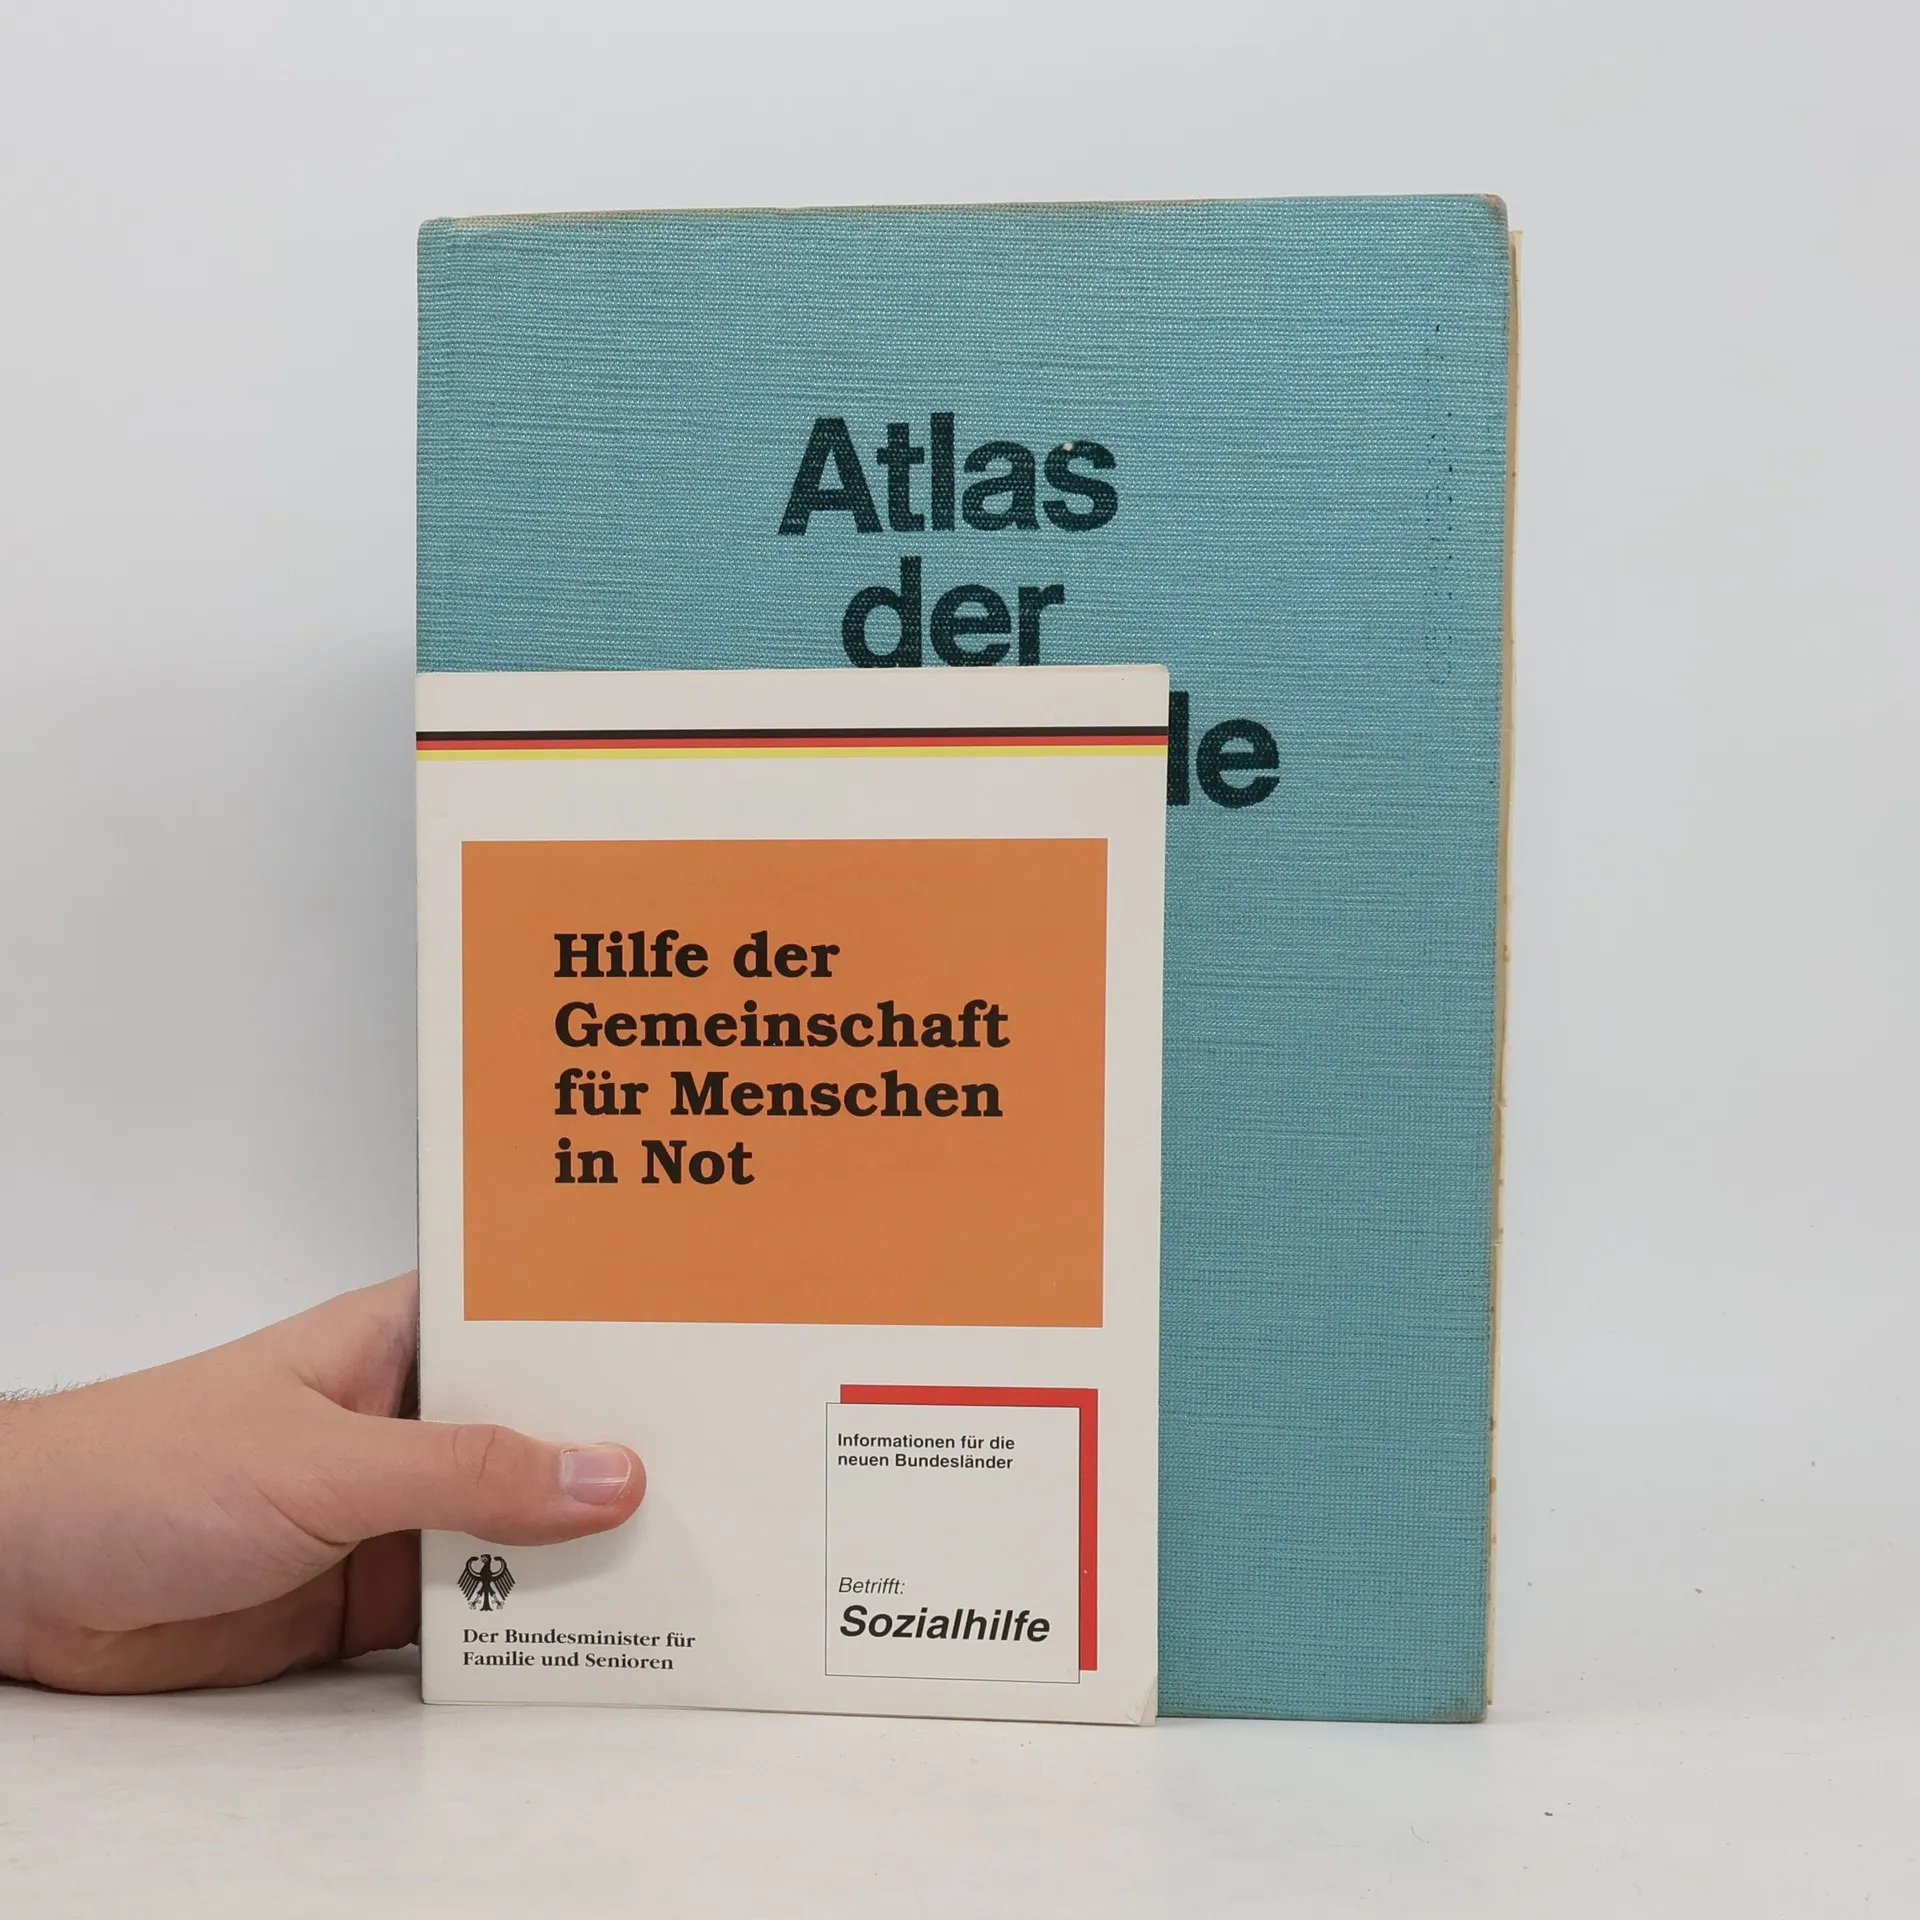 Atlas
der
de
Hilfe der
Gemeinschaft
für Menschen
in Not
Informationen für die
neuen Bundesländer
Betrifft:
Sozialhilfe
Der Bundesminister für
Familie und Senioren